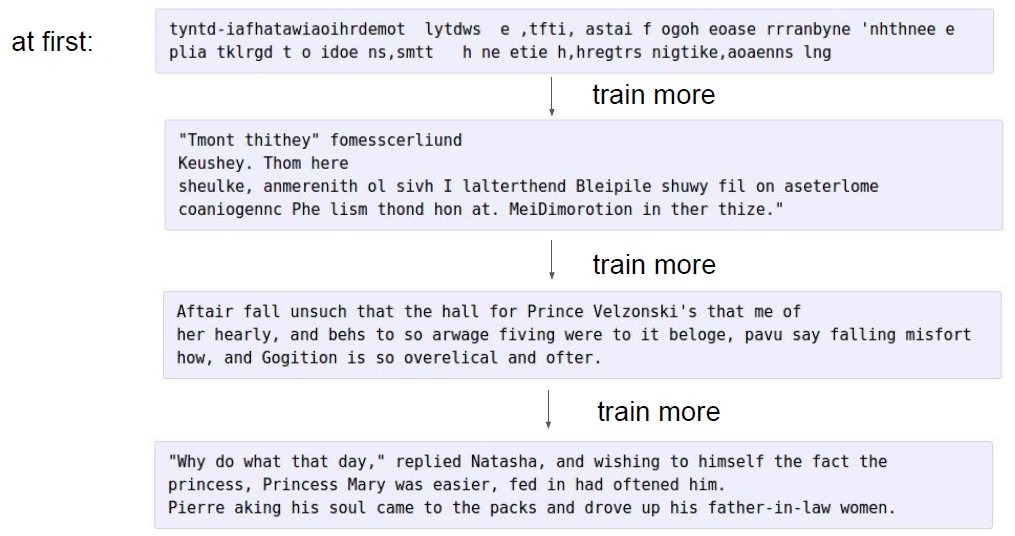 at first:
tyntd-iafhatawiaoihrdemot  lytdws  e ,tfti, astai f ogoh eoase rrranbyne 'nhthnee e
plia tklrgd t o idoe ns,smtt   h ne etie h,hregtrs nigtike,aoaenns lng
train more
"Tmont thithey" fomesscerliund
Keushey. Thom here
sheulke, anmerenith ol sivh I lalterthend Bleipile shuwy fil on aseterlome
coaniogennc Phe lism thond hon at. MeiDimorotion in ther thize."
train more
Aftair fall unsuch that the hall for Prince Velzonski's that me of
her hearly, and behs to so arwage fiving were to it beloge, pavu say falling misfort
how, and Gogition is so overelical and ofter.
train more
"Why do what that day," replied Natasha, and wishing to himself the fact the
princess, Princess Mary was easier, fed in had oftened him.
Pierre aking his soul came to the packs and drove up his father-in-law women.